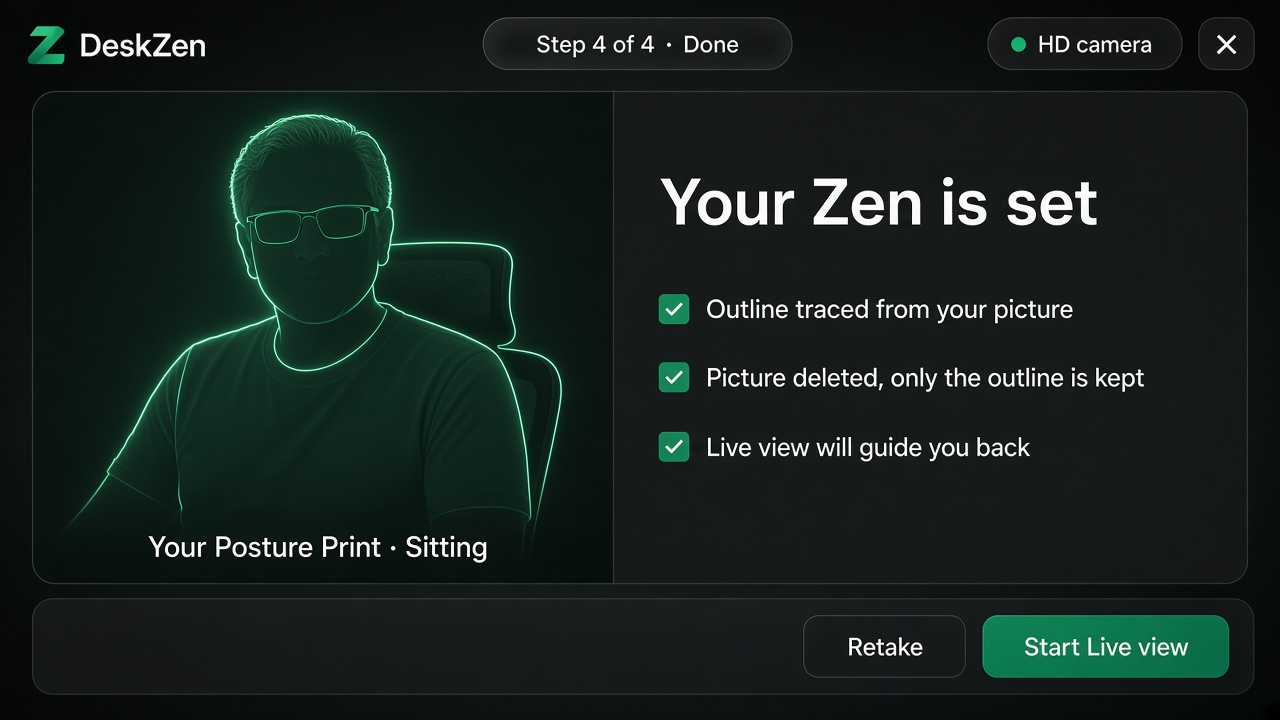 DeskZen
Step 4 of 4 · Done
HD camera
Your Zen is set
Outline traced from your picture
Picture deleted, only the outline is kept
Live view will guide you back
Your Posture Print · Sitting
Retake
Start Live view